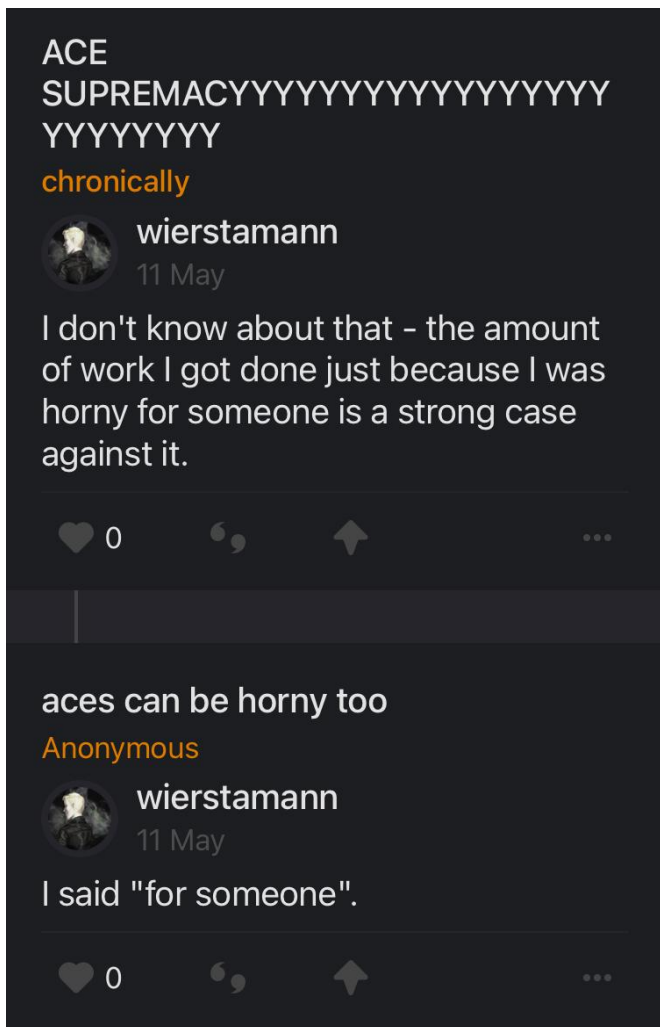 ACE
SUPREMACYYYYYYYYYYYYYYYYY
YYYYYYYY
chronically
wierstamann
11 May
I don't know about that - the amount
of work I got done just because I was
horny for someone is a strong case
against it.
0
aces can be horny too
Anonymous
wierstamann
11 May
I said "for someone".
0